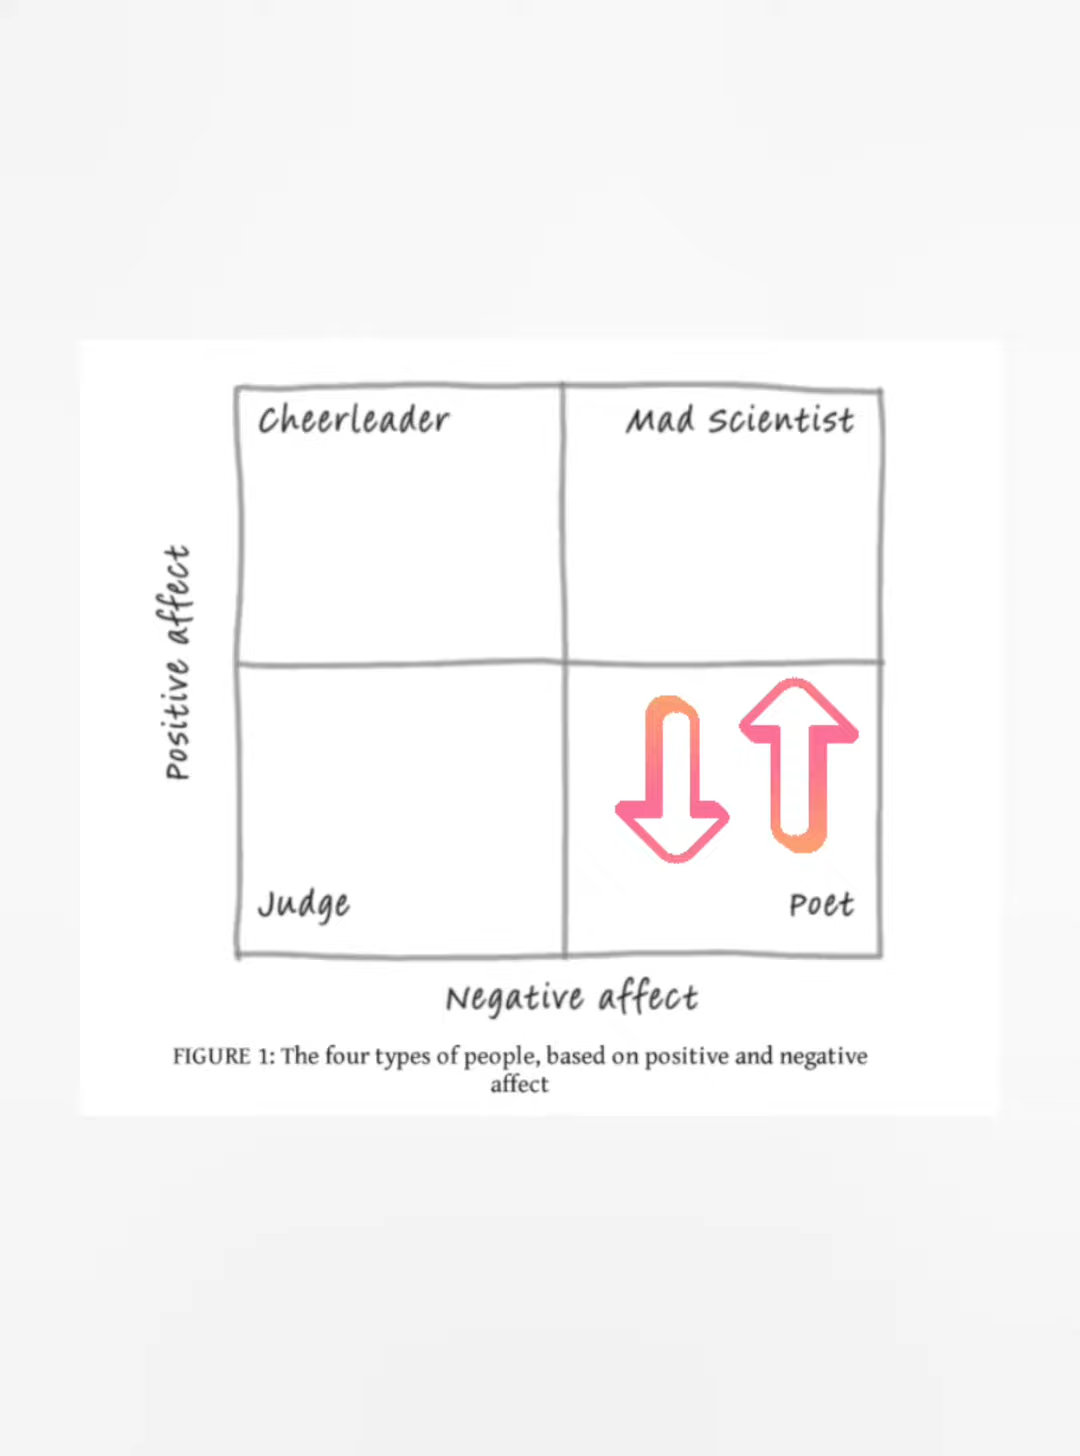 Cheerleader
Mad Scientist
Positive affect
Judge
Poet
Negative affect
FIGURE 1: The four types of people, based on positive and negative
affect